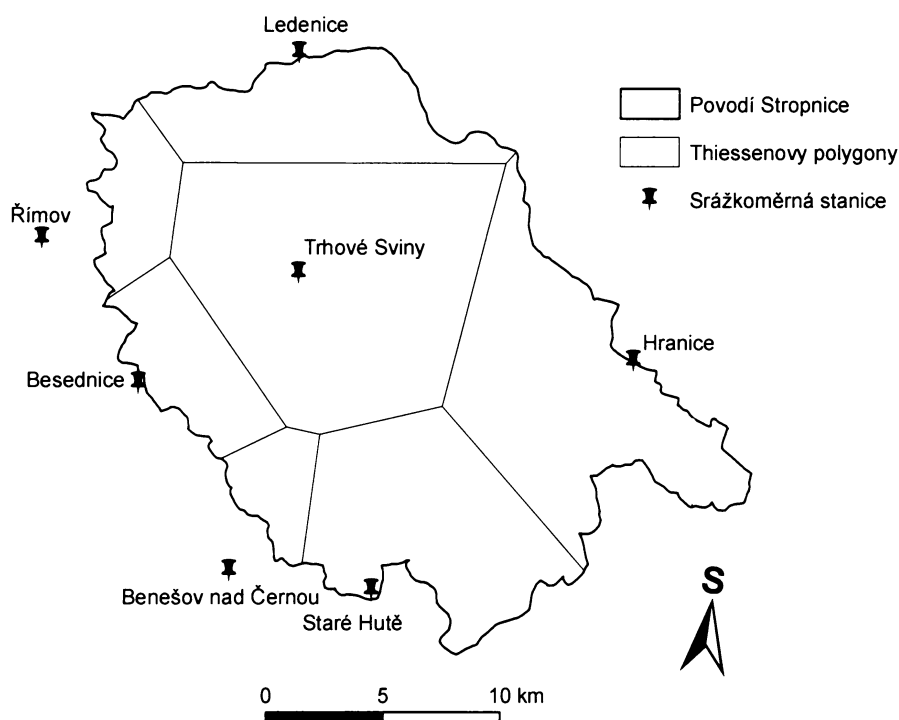 Ledenice
Povodí Stropnice
Thiessenovy polygony
Srážkoměrná stanice
Římov
Trhové Sviny
Hranice
Besednice
Benešov nad Černou
Staré Hutě
S
0 5 10 km